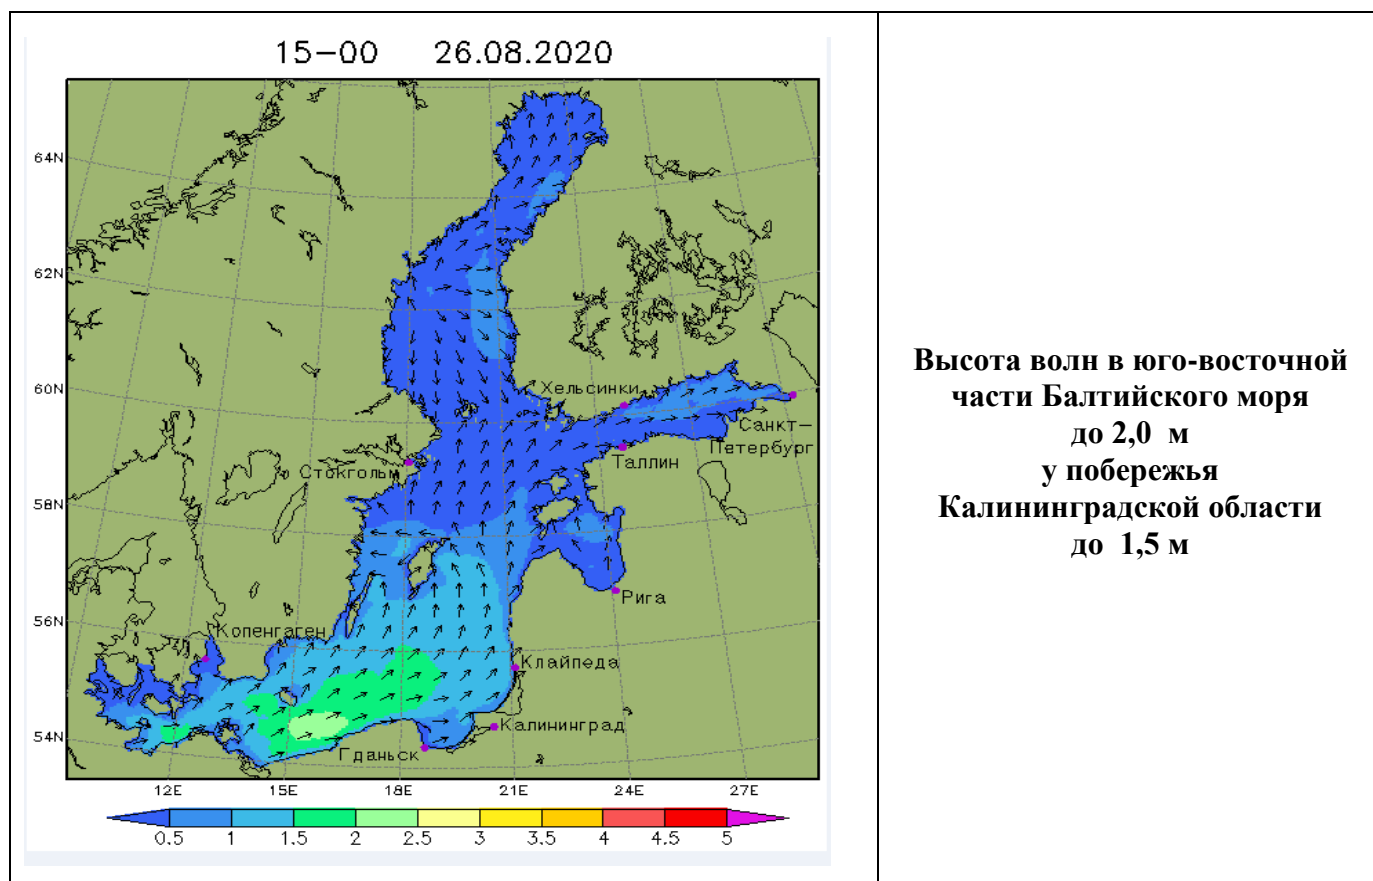 15-00 26.08.2020
64N
62N
60N
58N
56N
54N
Хельсинки
Санкт-
Петербург
Таллин
Стокгольм
Рига
Копенгаген
Клайпеда
Калининград
Гданьск
12E 15E 18E 21E 24E 27E
0.5 1 1.5 2 2.5 3 3.5 4 4.5 5
Высота волн в юго-восточной
части Балтийского моря
до 2,0 м
у побережья
Калининградской области
до 1,5 м